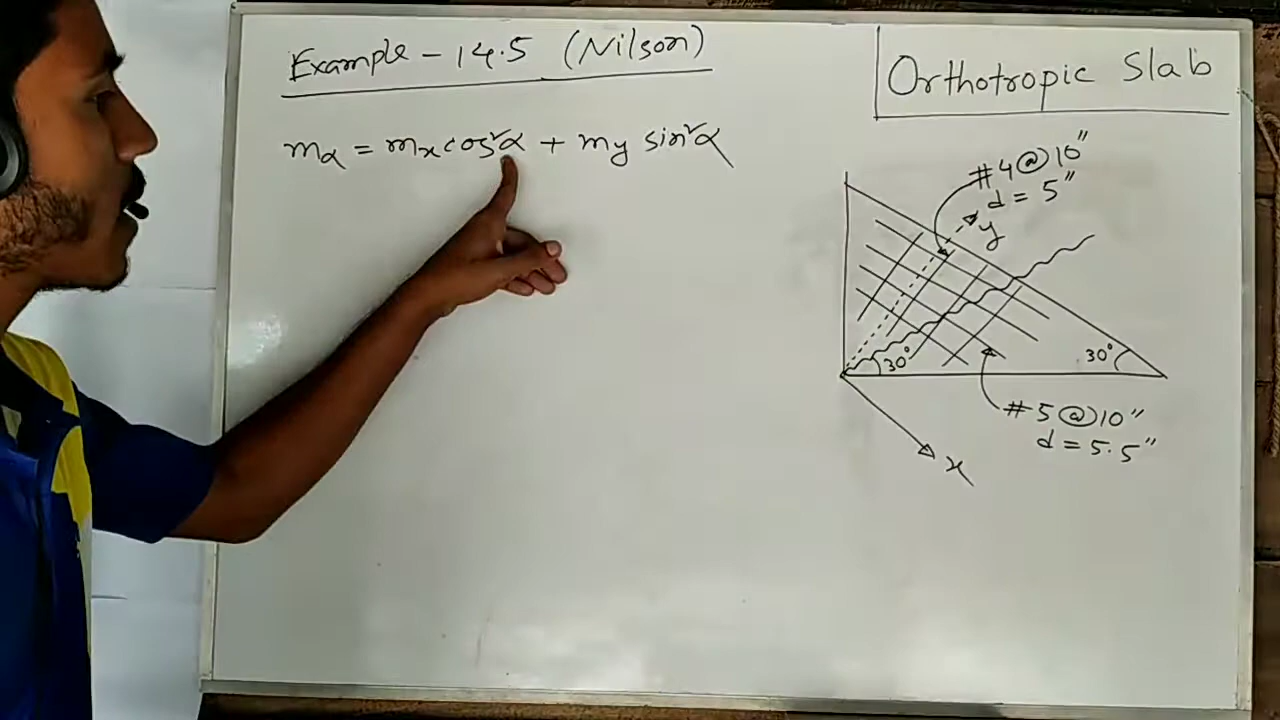 Example - 14.5 (Nilson)
Orthotropic Slab
mα = mx cos²α + my sin²α
#4@10"
d = 5"
y
30°
30°
#5@10"
d = 5.5"
x